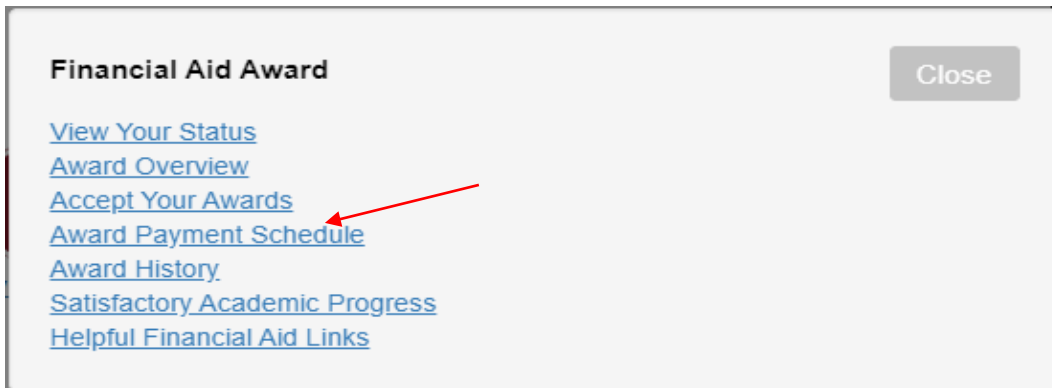 Financial Aid Award
Close
View Your Status
Award Overview
Accept Your Awards
Award Payment Schedule
Award History
Satisfactory Academic Progress
Helpful Financial Aid Links